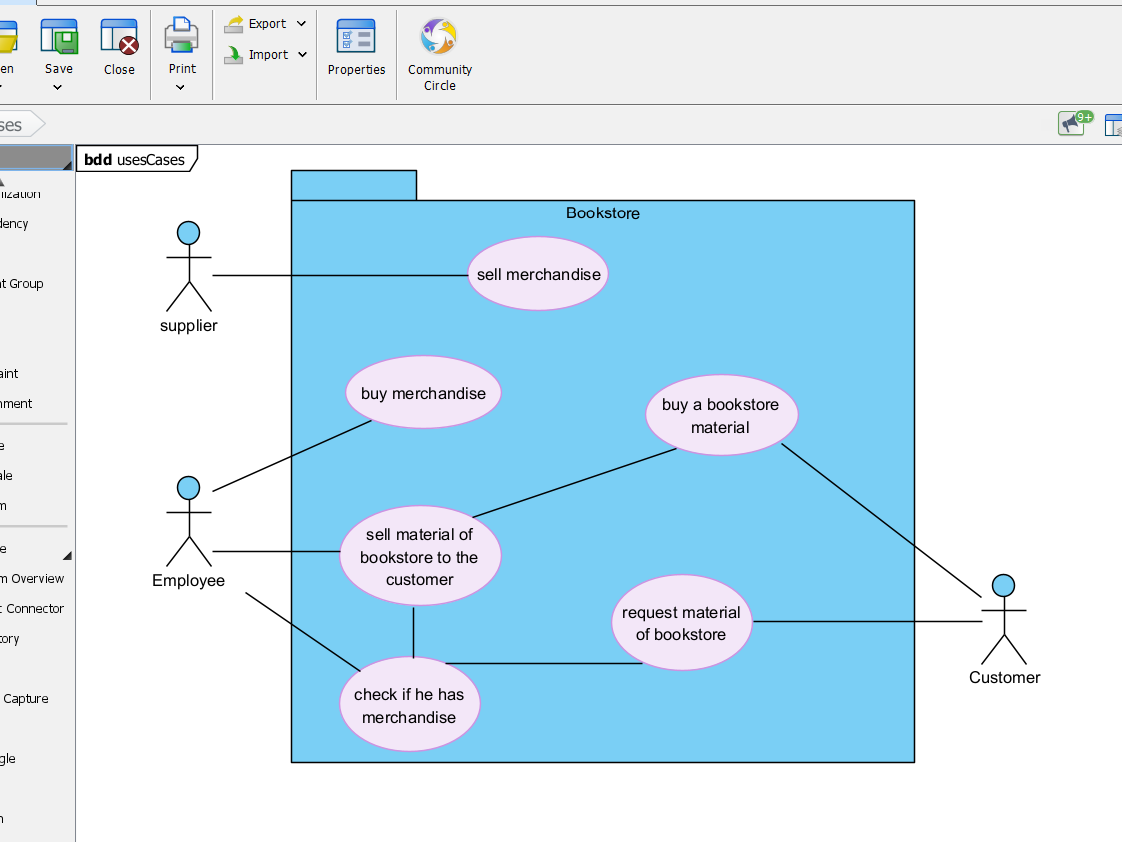 Export
Import
en
Save
Close
Print
Properties
Community
Circle
ses
9+
bdd usesCases
dency
t Group
aint
nment
e
ale
m
e
m Overview
t Connector
tory
Capture
gle
n
Bookstore
sell merchandise
supplier
buy merchandise
buy a bookstore
material
sell material of
bookstore to the
customer
Employee
request material
of bookstore
Customer
check if he has
merchandise